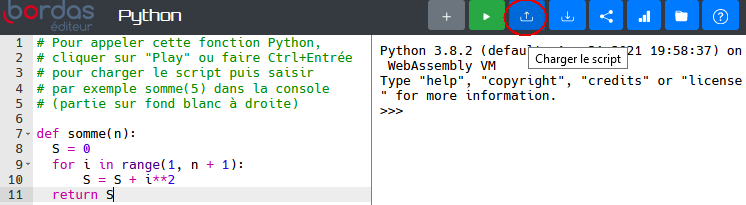 bordas
éditeur
Python
Charger le script
1 # Pour appeler cette fonction Python,
2 # cliquer sur "Play" ou faire Ctrl+Entrée
3 # pour charger le script puis saisir
4 # par exemple somme(5) dans la console
5 # (partie sur fond blanc à droite)
6
7 def somme(n):
8 S = 0
9 for i in range(1, n + 1):
10 S = S + i**2
11 return S
Python 3.8.2 (default, 2021 19:58:37) on
WebAssembly VM
Type "help", "copyright", "credits" or "license
" for more information.
>>>